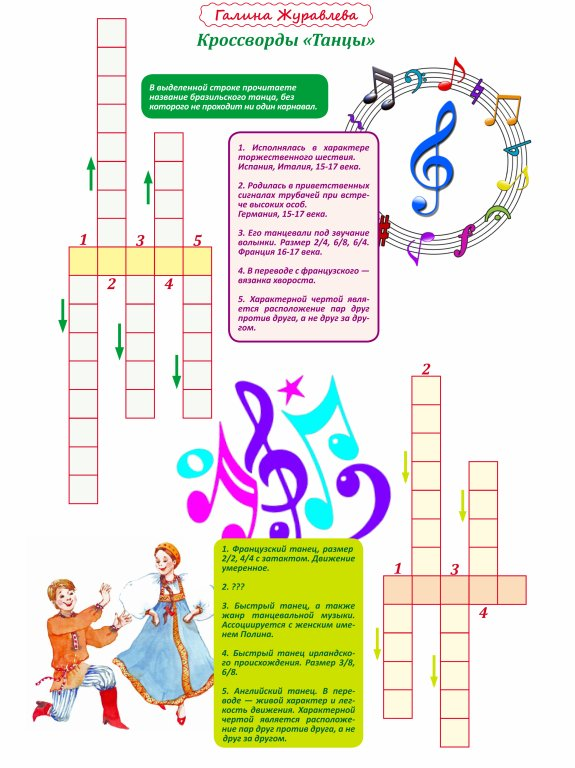 Галина Журавлева
Кроссворды «Танцы»
В выделенной строке прочитаете
название бразильского танца, без
которого не проходит ни один карнавал.
1. Исполнялась в характере
торжественного шествия.
Испания, Италия, 15-17 века.
2. Родилась в приветственных
сигналах трубачей при встре-
че высоких особ.
Германия, 15-17 века.
3. Его танцевали под звучание
волынки. Размер 2/4, 6/8, 6/4.
Франция 16-17 века.
4. В переводе с французского —
вязанка хвороста.
5. Характерной чертой явля-
ется расположение пар друг
против друга, а не друг за дру-
гом.
1
3
5
2
4
2
1
3
4
1. Французский танец, размер
2/2, 4/4 с затактом. Движение
умеренное.
2. ???
3. Быстрый танец, а также
жанр танцевальной музыки.
Ассоциируется с женским име-
нем Полина.
4. Быстрый танец ирландско-
го происхождения. Размер 3/8,
6/8.
5. Английский танец. В пере-
воде — живой характер и лег-
кость движения. Характерной
чертой является расположе-
ние пар друг против друга, а не
друг за другом.